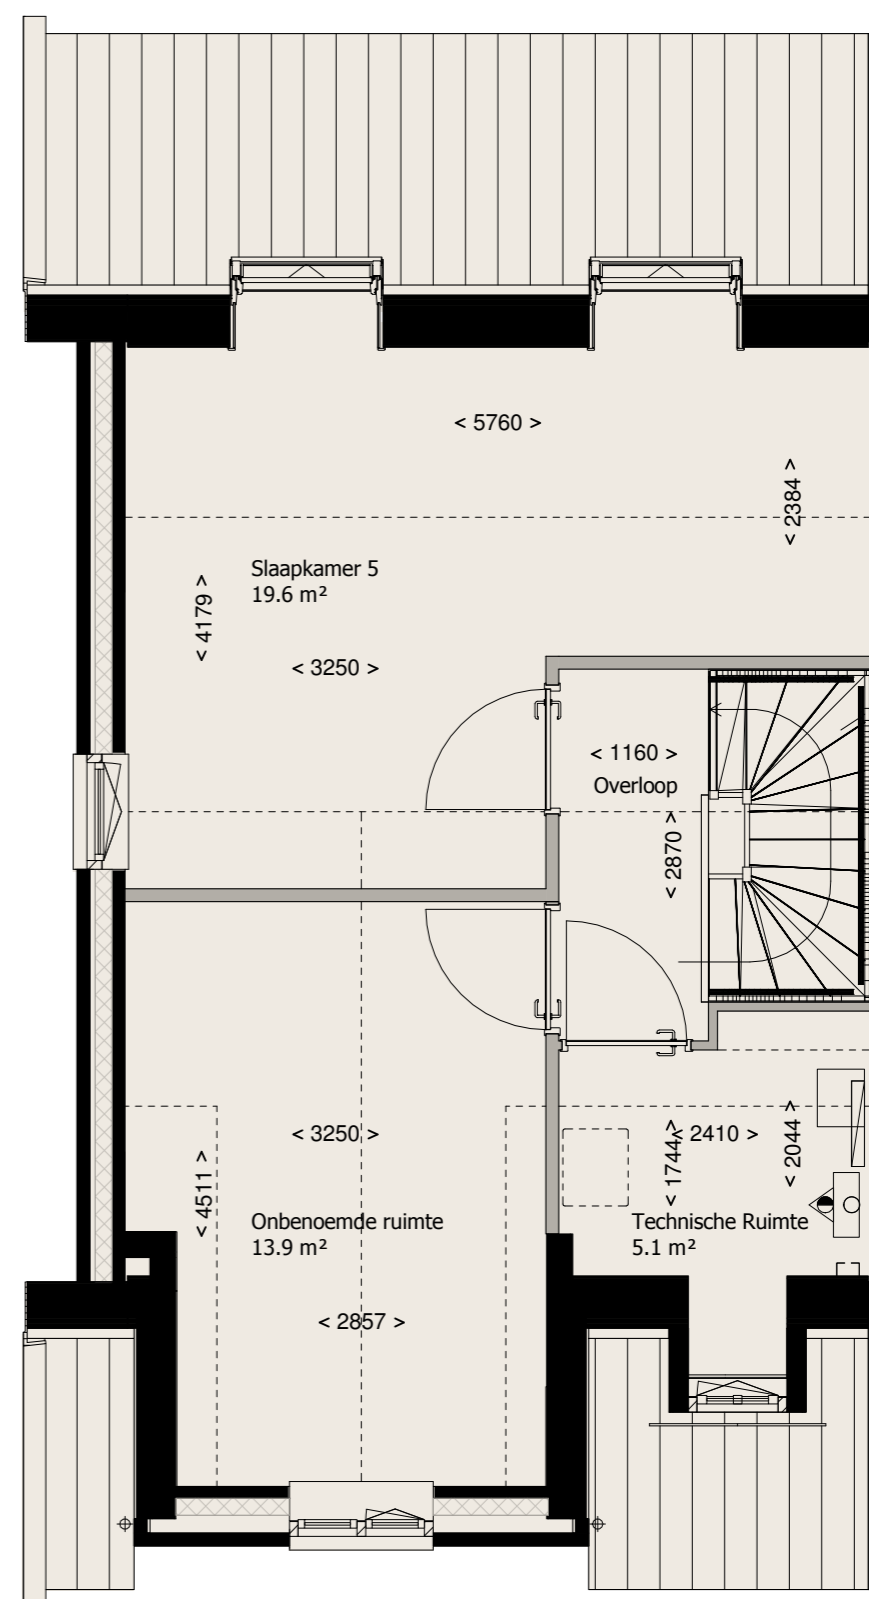 < 5760 >
< 2384 >
Slaapkamer 5
19.6 m²
< 4179 >
< 3250 >
< 1160 >
Overloop
< 2870 >
< 3250 >
< 1744 >
< 2410 >
< 2044 >
< 4511 >
Onbenoemde ruimte
13.9 m²
Technische Ruimte
5.1 m²
< 2857 >